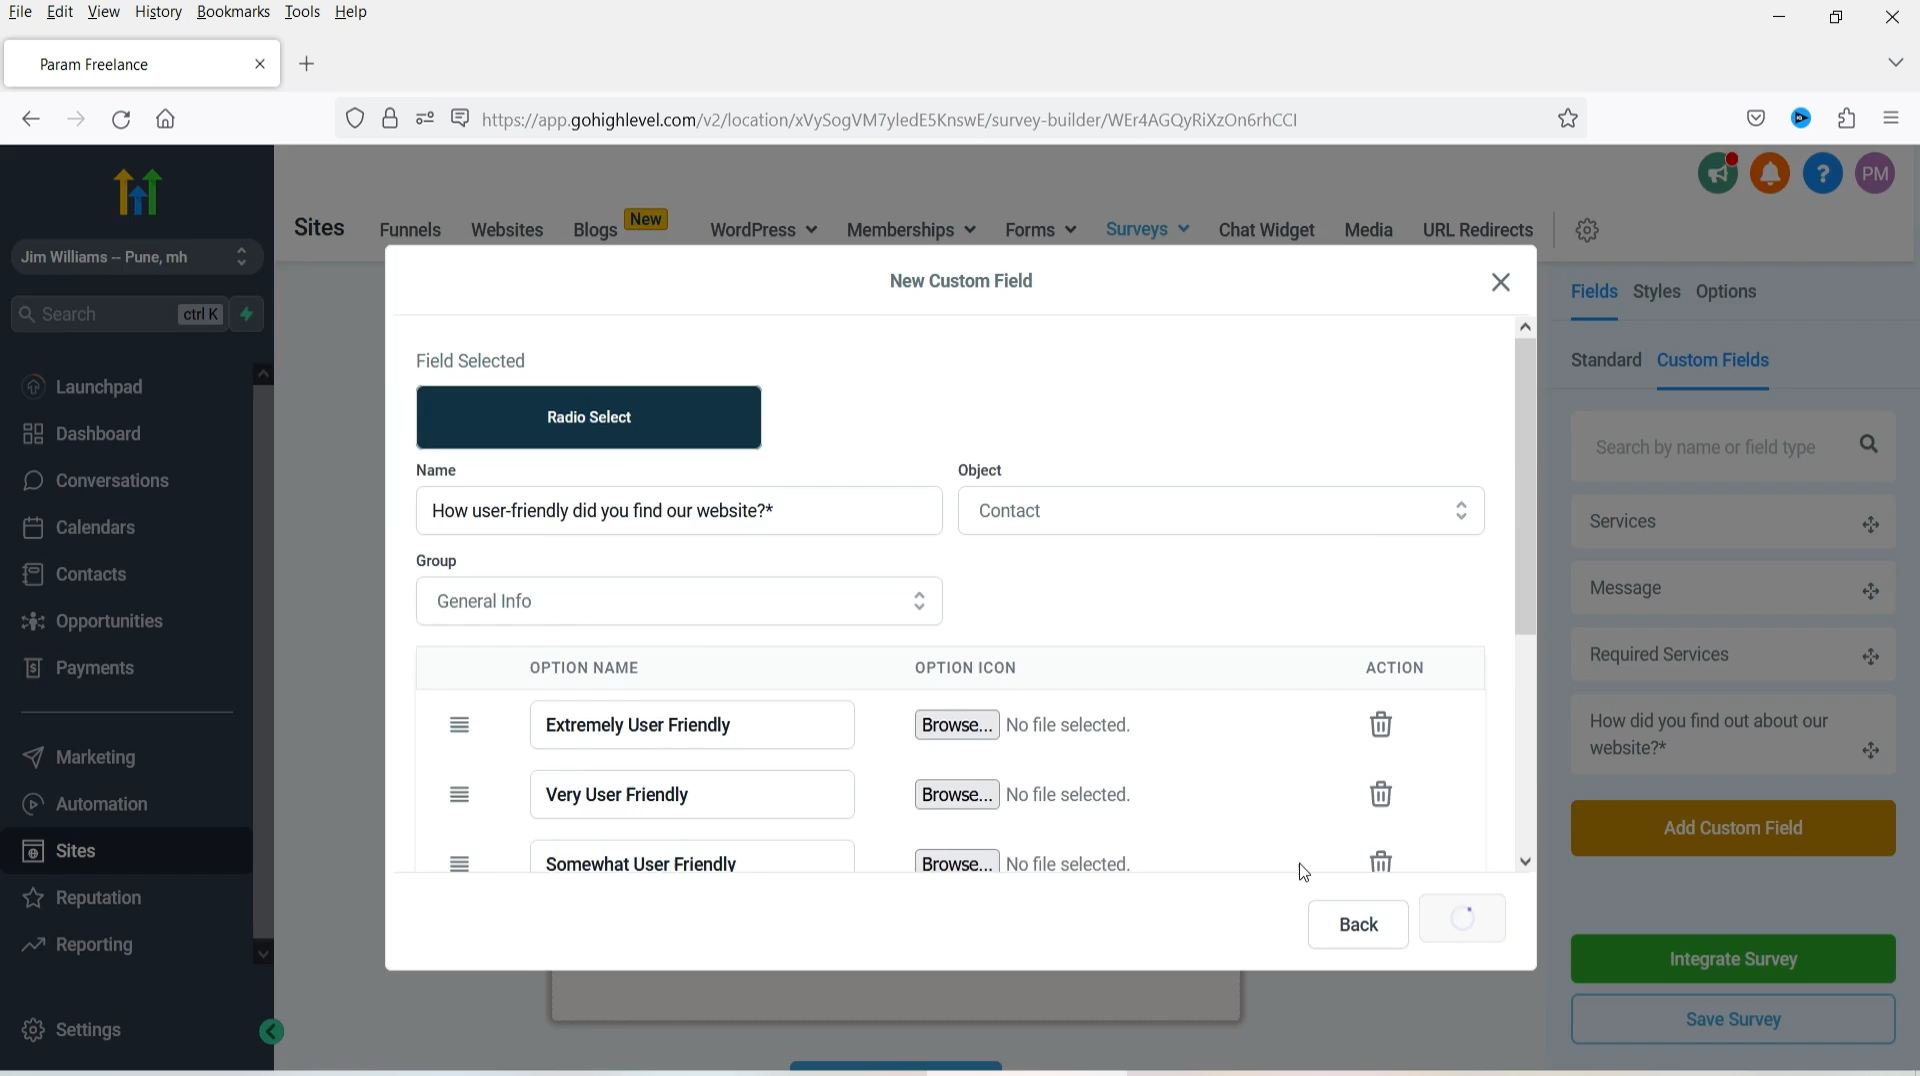 File Edit View History Bookmarks Tools Help
Param Freelance
https://app.gohighlevel.com/v2/location/xVySogVM7yledE5KnswE/survey-builder/WEr4AGQyRiXzOn6rhCCI
PM
Jim Williams -- Pune, mh
Search ctrl K
Launchpad
Dashboard
Conversations
Calendars
Contacts
Opportunities
Payments
Marketing
Automation
Sites
Reputation
Reporting
Settings
Sites Funnels Websites Blogs New WordPress Memberships Forms Surveys Chat Widget Media URL Redirects
New Custom Field
Field Selected
Radio Select
Name Object
How user-friendly did you find our website?* Contact
Group
General Info
OPTION NAME OPTION ICON ACTION
Extremely User Friendly Browse... No file selected.
Very User Friendly Browse... No file selected.
Somewhat User Friendly Browse... No file selected.
Back
Fields Styles Options
Standard Custom Fields
Search by name or field type
Services
Message
Required Services
How did you find out about our
website?*
Add Custom Field
Integrate Survey
Save Survey